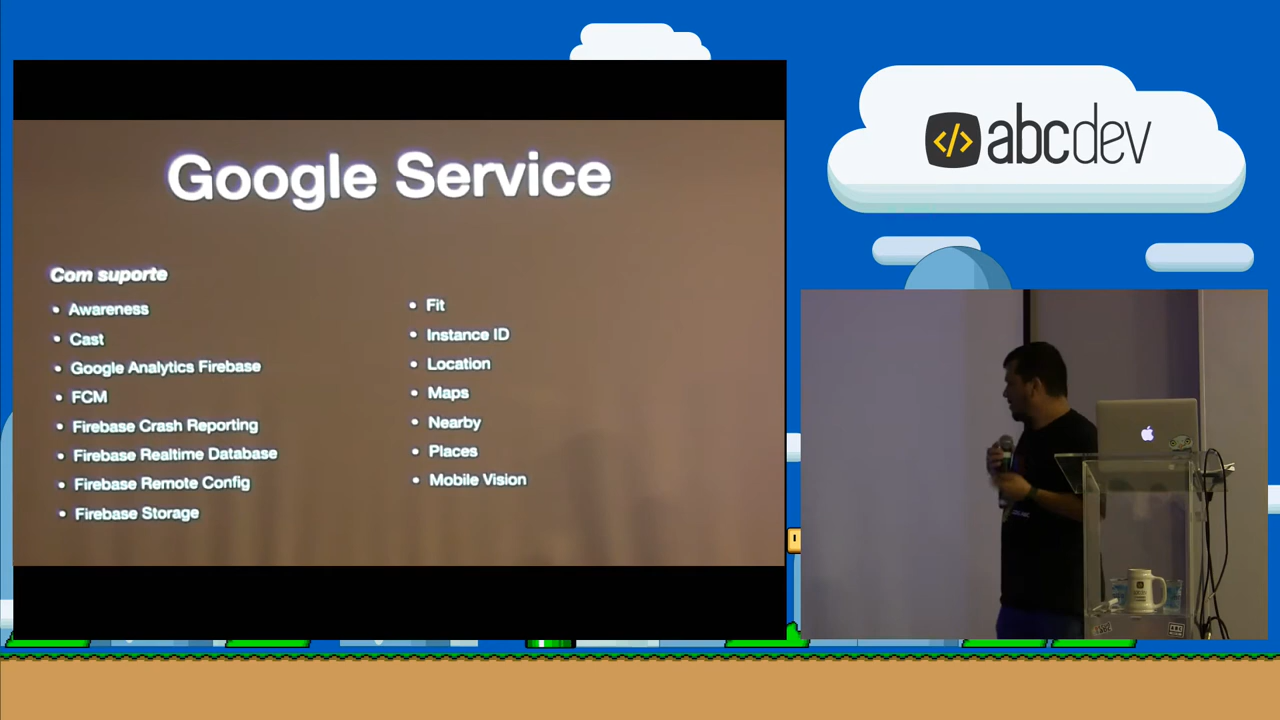 Google Service
Com suporte
• Awareness
• Cast
• Google Analytics Firebase
• FCM
• Firebase Crash Reporting
• Firebase Realtime Database
• Firebase Remote Config
• Firebase Storage
• Fit
• Instance ID
• Location
• Maps
• Nearby
• Places
• Mobile Vision
</> abcdev